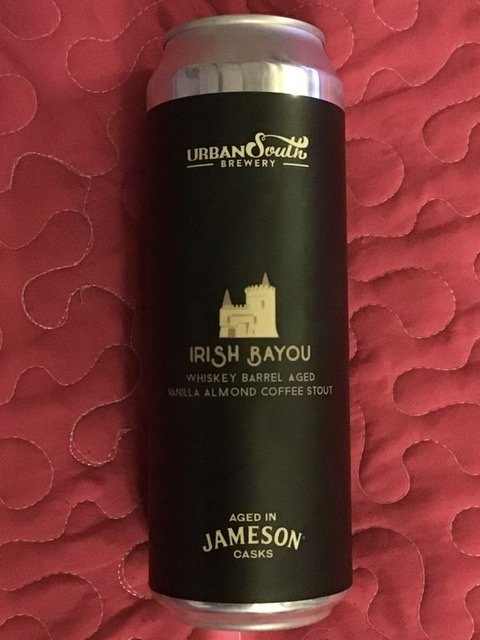 URBAN South
BREWERY
IRISH BAYOU
WHISKEY BARREL AGED
VANILLA ALMOND COFFEE STOUT
AGED IN
JAMESON
CASKS